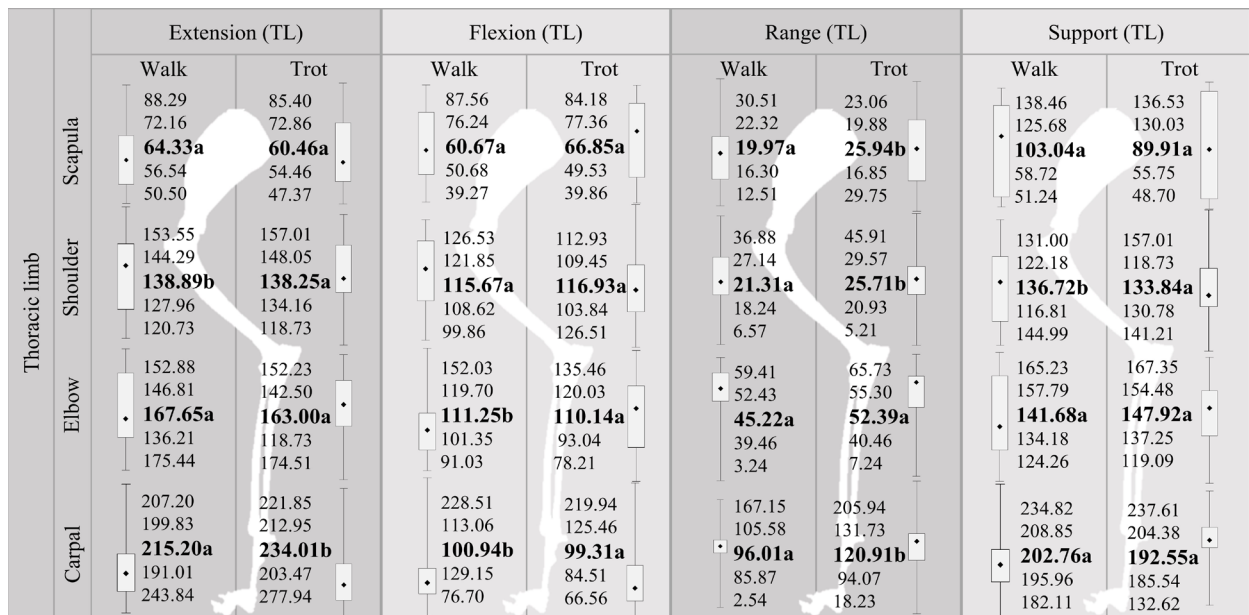 Extension (TL) Flexion (TL) Range (TL) Support (TL)
Walk Trot Walk Trot Walk Trot Walk Trot
Thoracic limb
Scapula
88.29 85.40 87.56 84.18 30.51 23.06 138.46 136.53
72.16 72.86 76.24 77.36 22.32 19.88 125.68 130.03
64.33a 60.46a 60.67a 66.85a 19.97a 25.94b 103.04a 89.91a
56.54 54.46 50.68 49.53 16.30 16.85 58.72 55.75
50.50 47.37 39.27 39.86 12.51 29.75 51.24 48.70
Shoulder
153.55 157.01 126.53 112.93 36.88 45.91 131.00 157.01
144.29 148.05 121.85 109.45 27.14 29.57 122.18 118.73
138.89b 138.25a 115.67a 116.93a 21.31a 25.71b 136.72b 133.84a
127.96 134.16 108.62 103.84 18.24 20.93 116.81 130.78
120.73 118.73 99.86 126.51 6.57 5.21 144.99 141.21
Elbow
152.88 152.23 152.03 135.46 59.41 65.73 165.23 167.35
146.81 142.50 119.70 120.03 52.43 55.30 157.79 154.48
167.65a 163.00a 111.25b 110.14a 45.22a 52.39a 141.68a 147.92a
136.21 118.73 101.35 93.04 39.46 40.46 134.18 137.25
175.44 174.51 91.03 78.21 3.24 7.24 124.26 119.09
Carpal
207.20 221.85 228.51 219.94 167.15 205.94 234.82 237.61
199.83 212.95 113.06 125.46 105.58 131.73 208.85 204.38
215.20a 234.01b 100.94b 99.31a 96.01a 120.91b 202.76a 192.55a
191.01 203.47 129.15 84.51 85.87 94.07 195.96 185.54
243.84 277.94 76.70 66.56 2.54 18.23 182.11 132.62